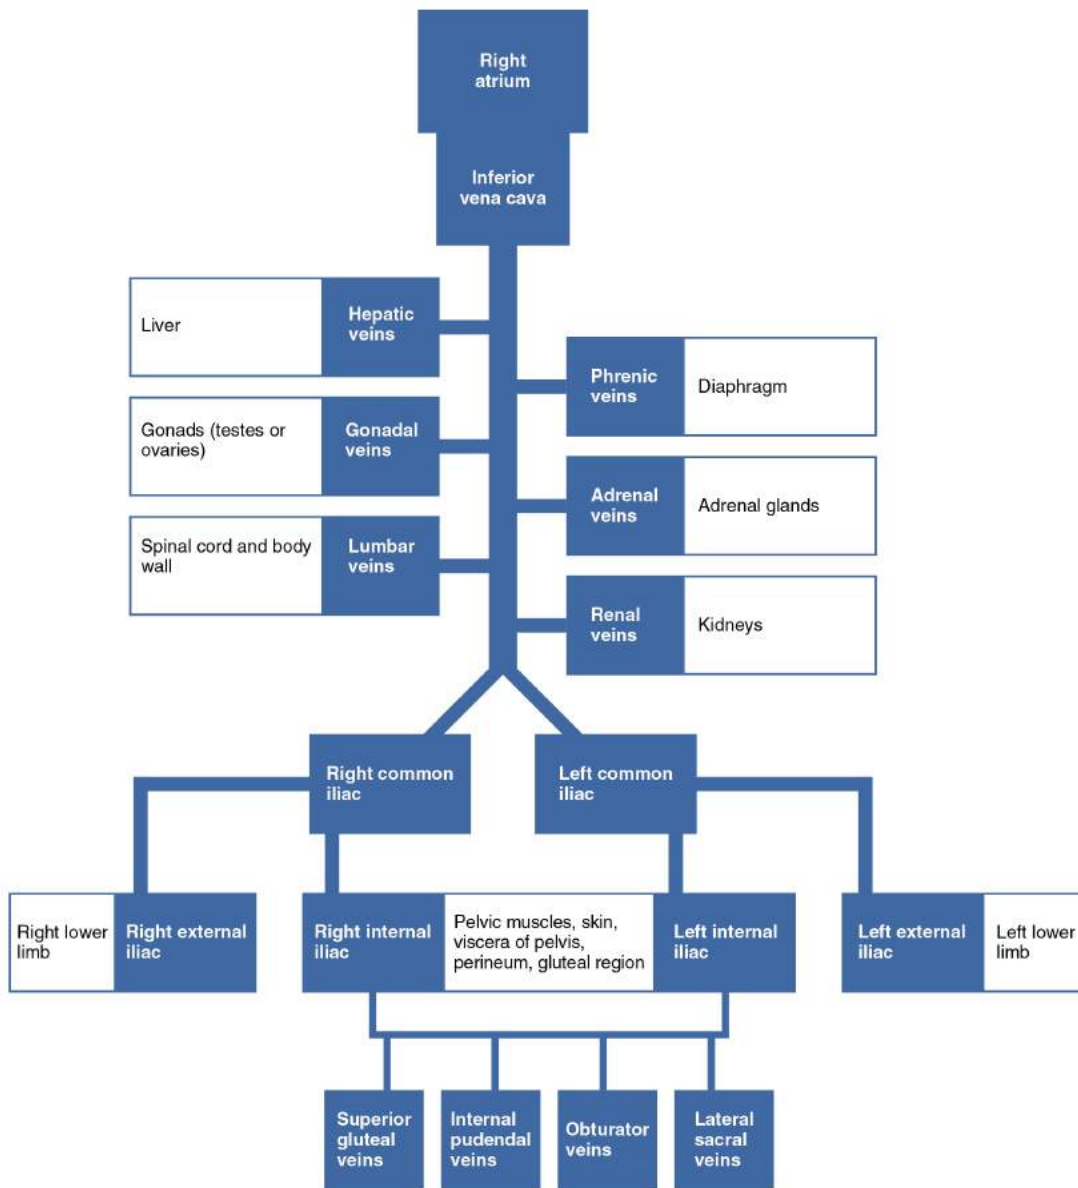 Right
atrium
Inferior
vena cava
Liver
Hepatic
veins
Phrenic
veins
Diaphragm
Gonads (testes or
ovaries)
Gonadal
veins
Adrenal
veins
Adrenal glands
Spinal cord and body
wall
Lumbar
veins
Renal
veins
Kidneys
Right common
iliac
Left common
iliac
Right lower
limb
Right external
iliac
Right internal
iliac
Pelvic muscles, skin,
viscera of pelvis,
perineum, gluteal region
Left internal
iliac
Left external
iliac
Left lower
limb
Superior
gluteal
veins
Internal
pudendal
veins
Obturator
veins
Lateral
sacral
veins